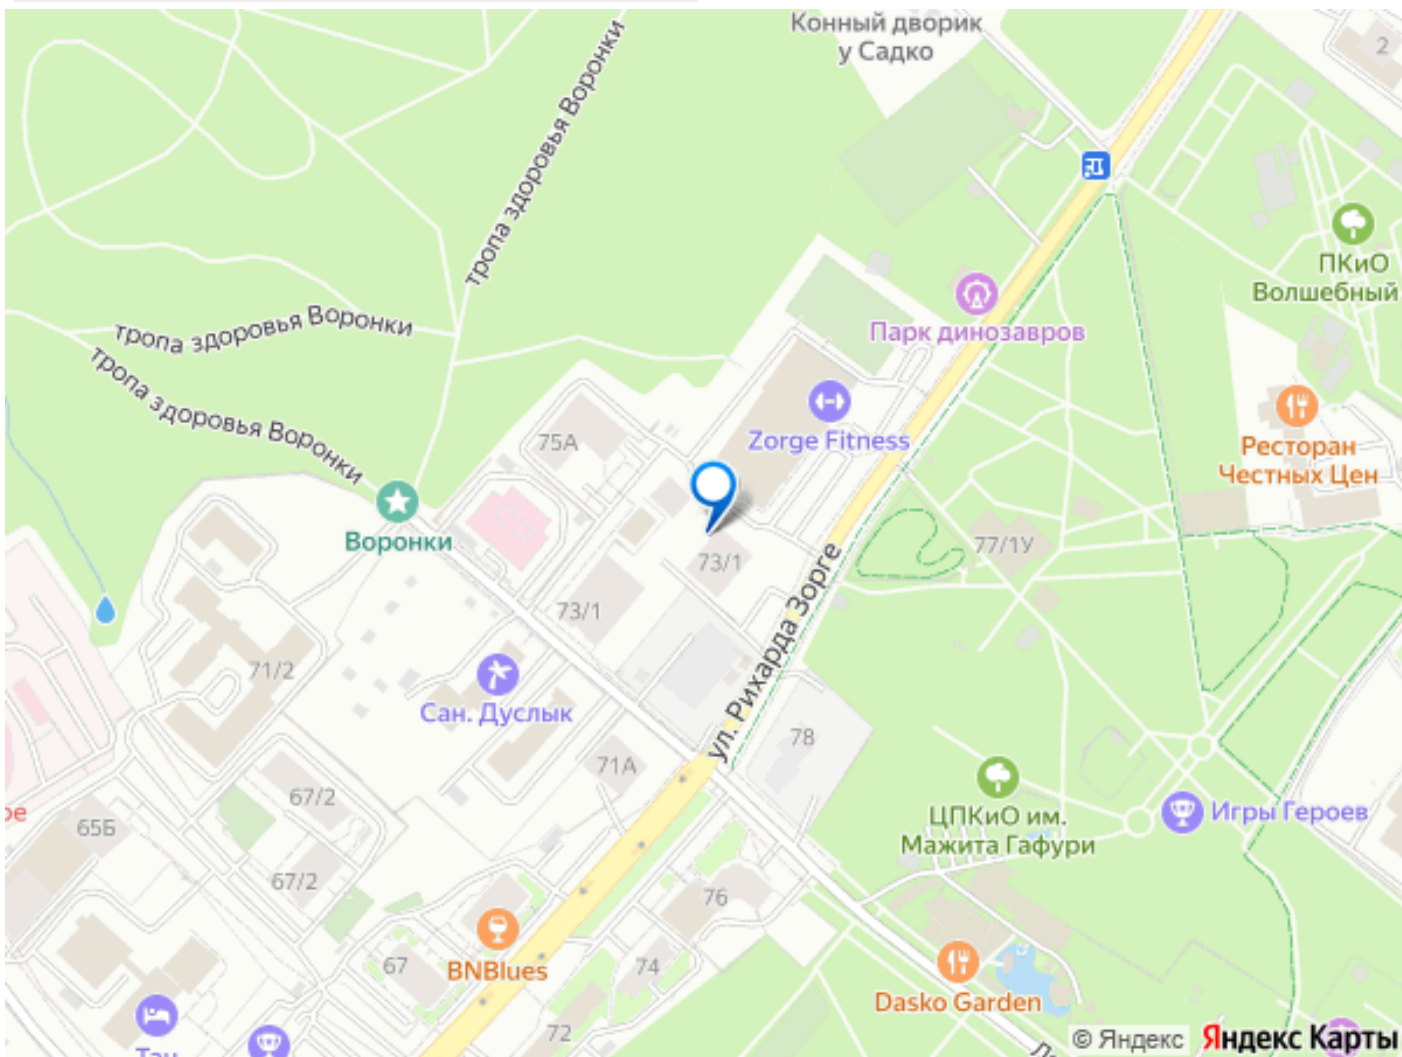 Конный дворик
у Садко
2
тропа здоровья Воронки
ПКиО
Волшебный
тропа здоровья Воронки
Парк динозавров
тропа здоровья Воронки
Zorge Fitness
75А
Ресторан
Честных Цен
Воронки
77/1У
73/1
73/1
ул. Рихарда Зорге
71/2
Сан. Дуслык
78
71А
67/2
ЦПКиО им.
Мажита Гафури
Игры Героев
ое
65Б
67/2
76
67
BNBlues
74
Dasko Garden
72
© Яндекс
Яндекс Карты